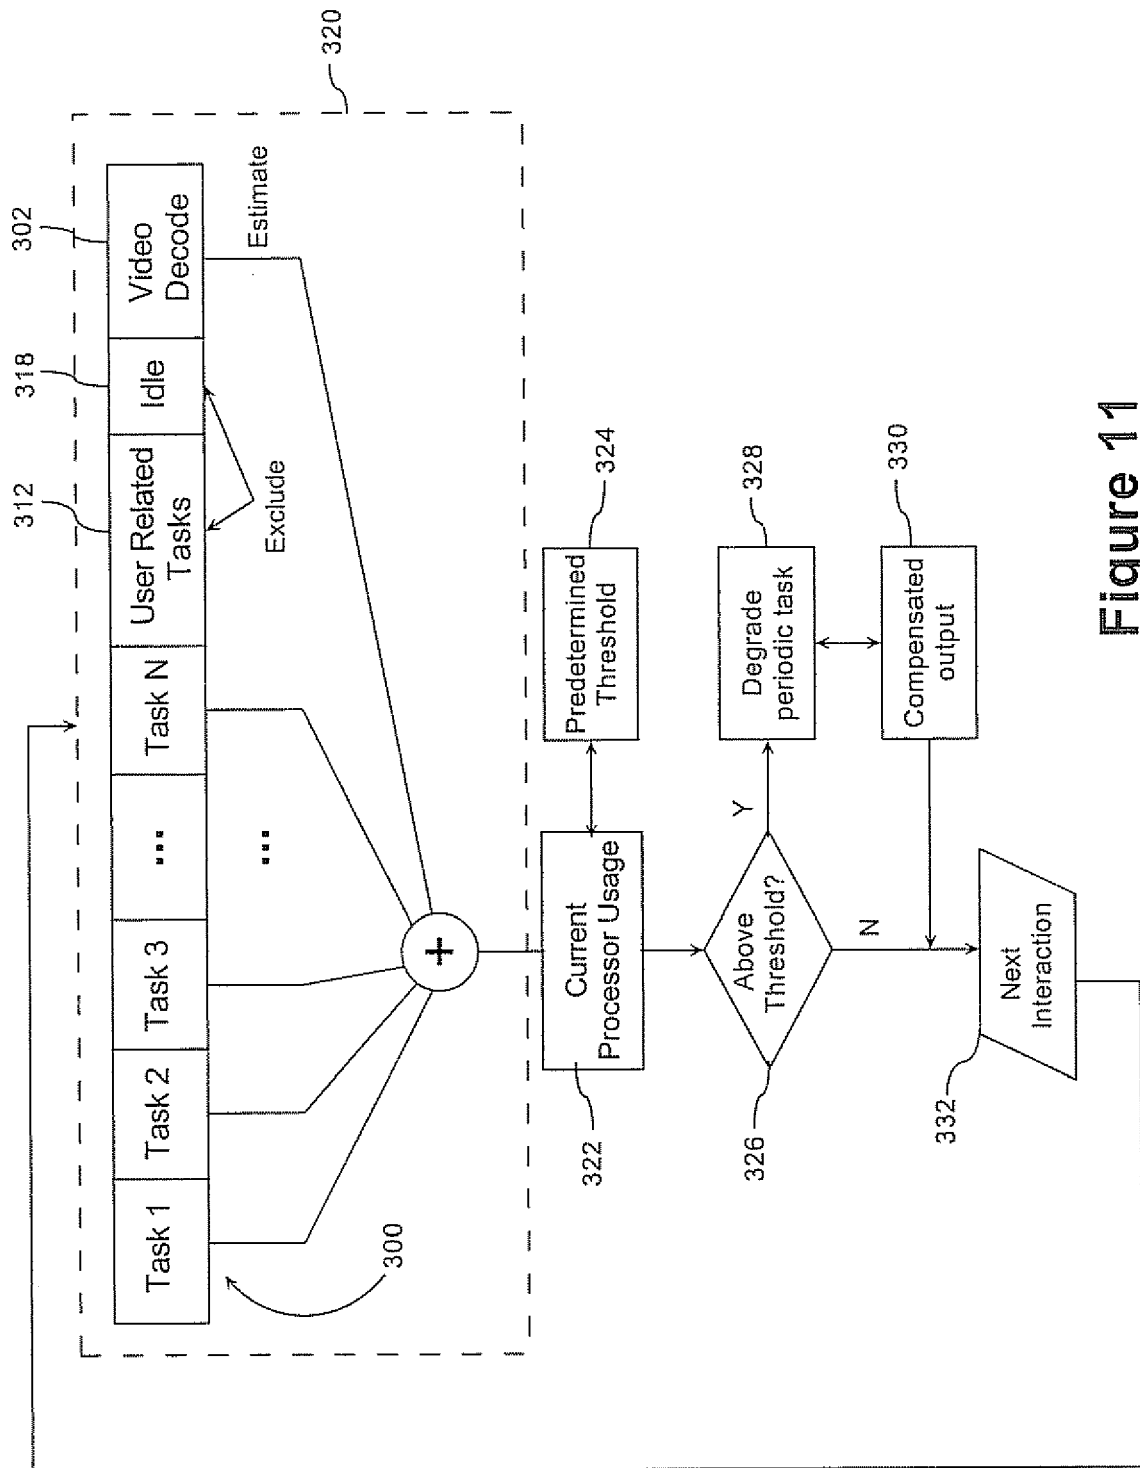 302
318
312
320
Task 1
Task 2
Task 3
...
Task N
User Related
Tasks
Idle
Video
Decode
Estimate
Exclude
...
300
+
Current
Processor Usage
322
Predetermined
Threshold
324
Above
Threshold?
326
Y
N
Degrade
periodic task
328
Compensated
output
330
Next
Interaction
332
Figure 11